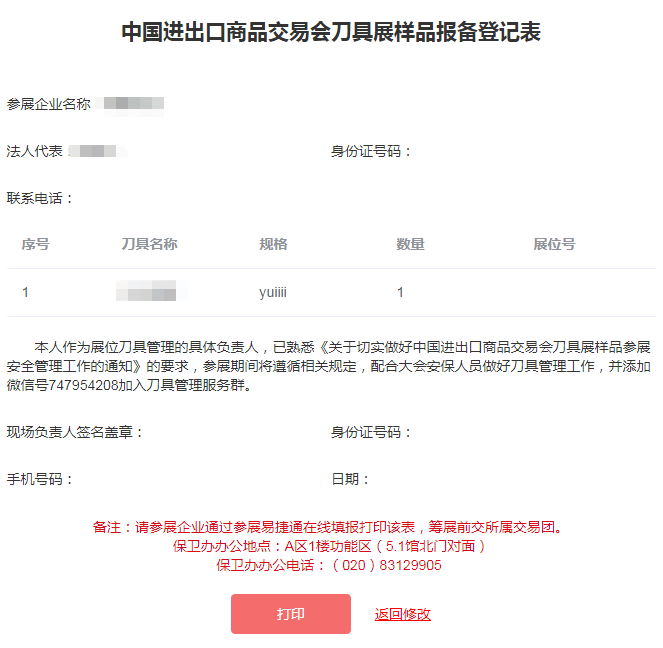 中国进出口商品交易会刀具展样品报备登记表
参展企业名称
法人代表： 身份证号码：
联系电话：
序号 刀具名称 规格 数量 展位号
1 yuiiii 1
本人作为展位刀具管理的具体负责人，已熟悉《关于切实做好中国进出口商品交易会刀具展样品参展
安全管理工作的通知》的要求，参展期间将遵循相关规定，配合大会安保人员做好刀具管理工作，并添加
微信号747954208加入刀具管理服务群。
现场负责人签名盖章： 身份证号码：
手机号码： 日期：
备注：请参展企业通过参展易捷通在线填报打印该表，筹展前交所属交易团。
保卫办办公地点：A区1楼功能区（5.1馆北门对面）
保卫办办公电话：（020）83129905
打印 返回修改